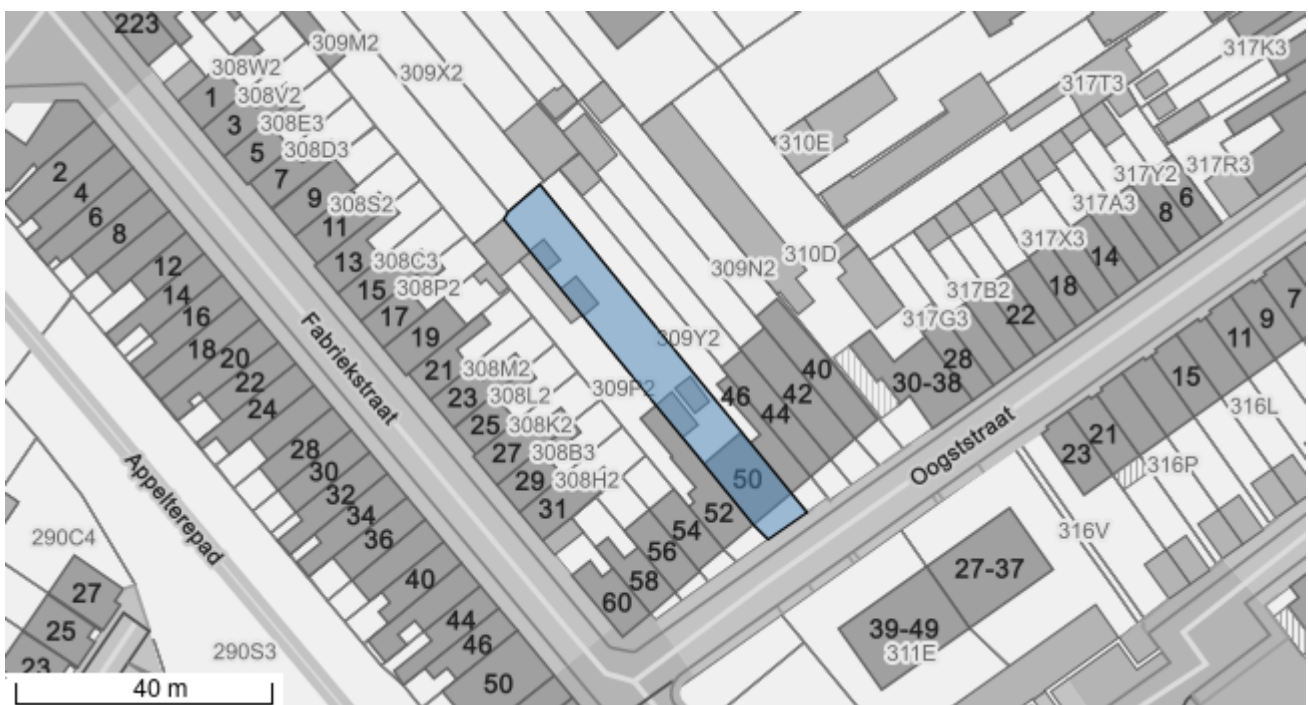 223
309M2
309X2
308W2
1
308V2
3
308E3
5
308D3
7
9
308S2
11
13
308C3
15
308P2
17
19
21
308M2
23
308L2
25
308K2
27
308B3
29
308H2
31
2
4
6
8
12
14
16
18
20
22
24
28
30
32
34
36
40
44
46
50
Fabriekstraat
Appelterepad
290C4
27
25
23
290S3
40 m
309P2
309Y2
309N2
310D
310E
317K3
317T3
317R3
317Y2
317A3
317X3
317B2
317G3
6
8
14
18
22
28
30-38
40
42
44
46
50
52
54
56
58
60
Oogststraat
7
9
11
15
21
23
316L
316P
316V
27-37
39-49
311E